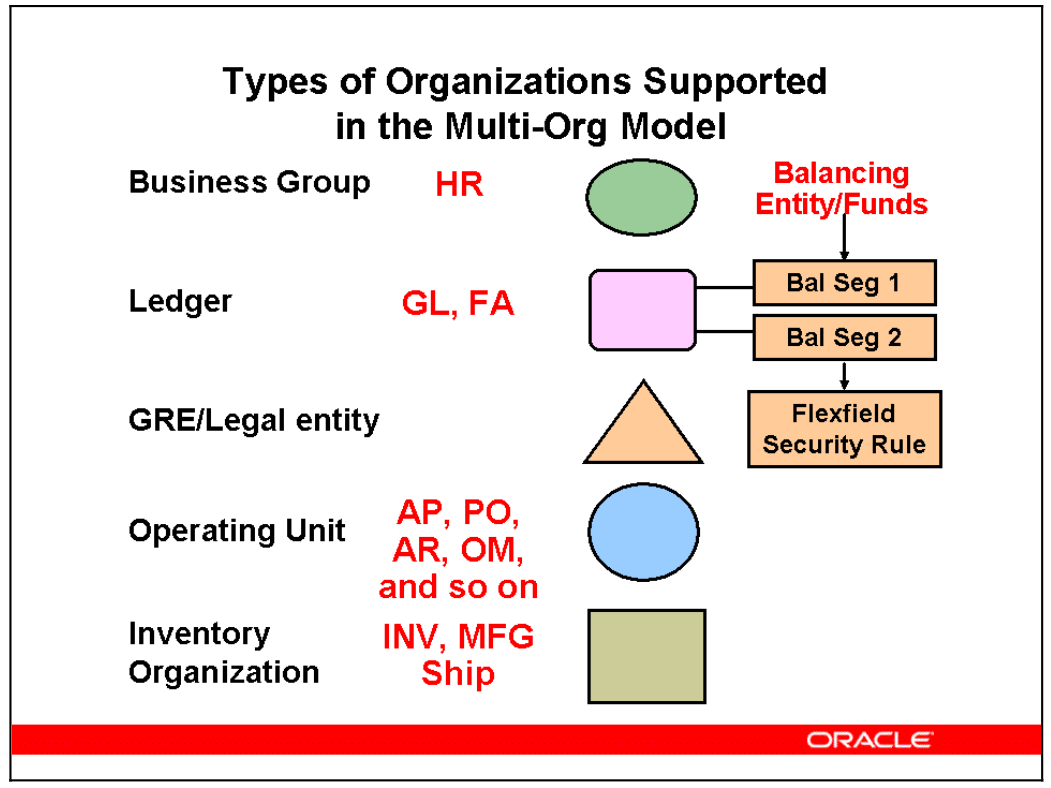 Types of Organizations Supported
in the Multi-Org Model
Business Group
HR
Balancing
Entity/Funds
Ledger
GL, FA
Bal Seg 1
Bal Seg 2
GRE/Legal entity
Flexfield
Security Rule
Operating Unit
AP, PO,
AR, OM,
and so on
Inventory
Organization
INV, MFG
Ship
ORACLE